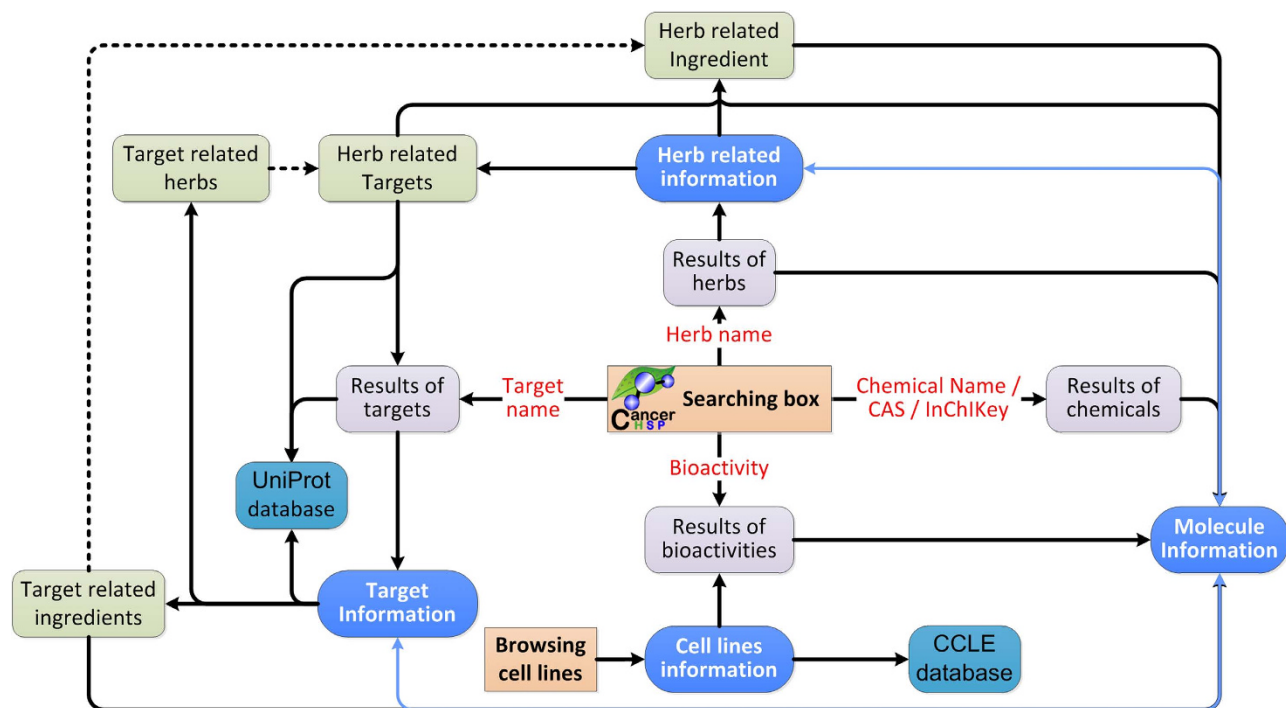 Herb related
Ingredient
Target related
herbs
Herb related
Targets
Herb related
information
Results of
herbs
Herb name
Results of
targets
Target
name
Cancer
HSP
Searching box
Chemical Name /
CAS / InChIKey
Results of
chemicals
Bioactivity
UniProt
database
Results of
bioactivities
Molecule
Information
Target related
ingredients
Target
Information
Browsing
cell lines
Cell lines
information
CCLE
database